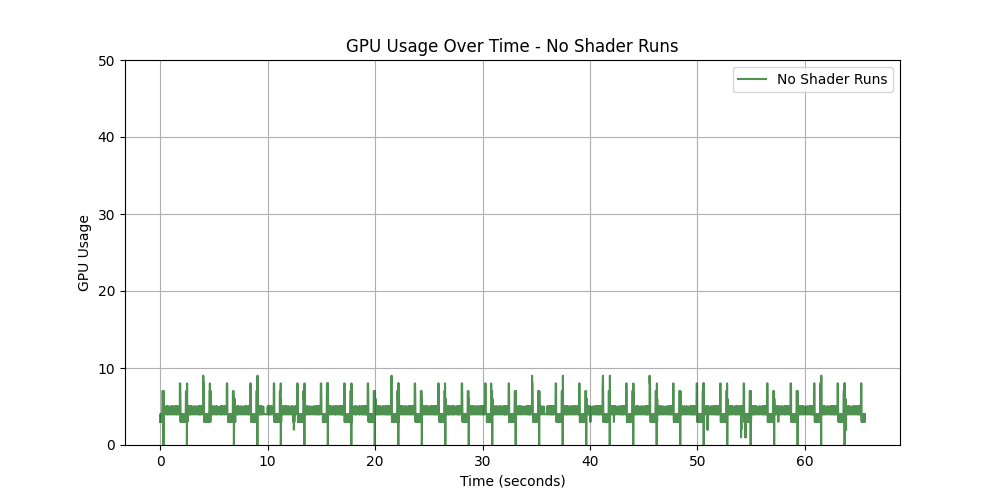 GPU Usage Over Time - No Shader Runs
No Shader Runs
50
40
30
20
10
0
GPU Usage
0 10 20 30 40 50 60
Time (seconds)